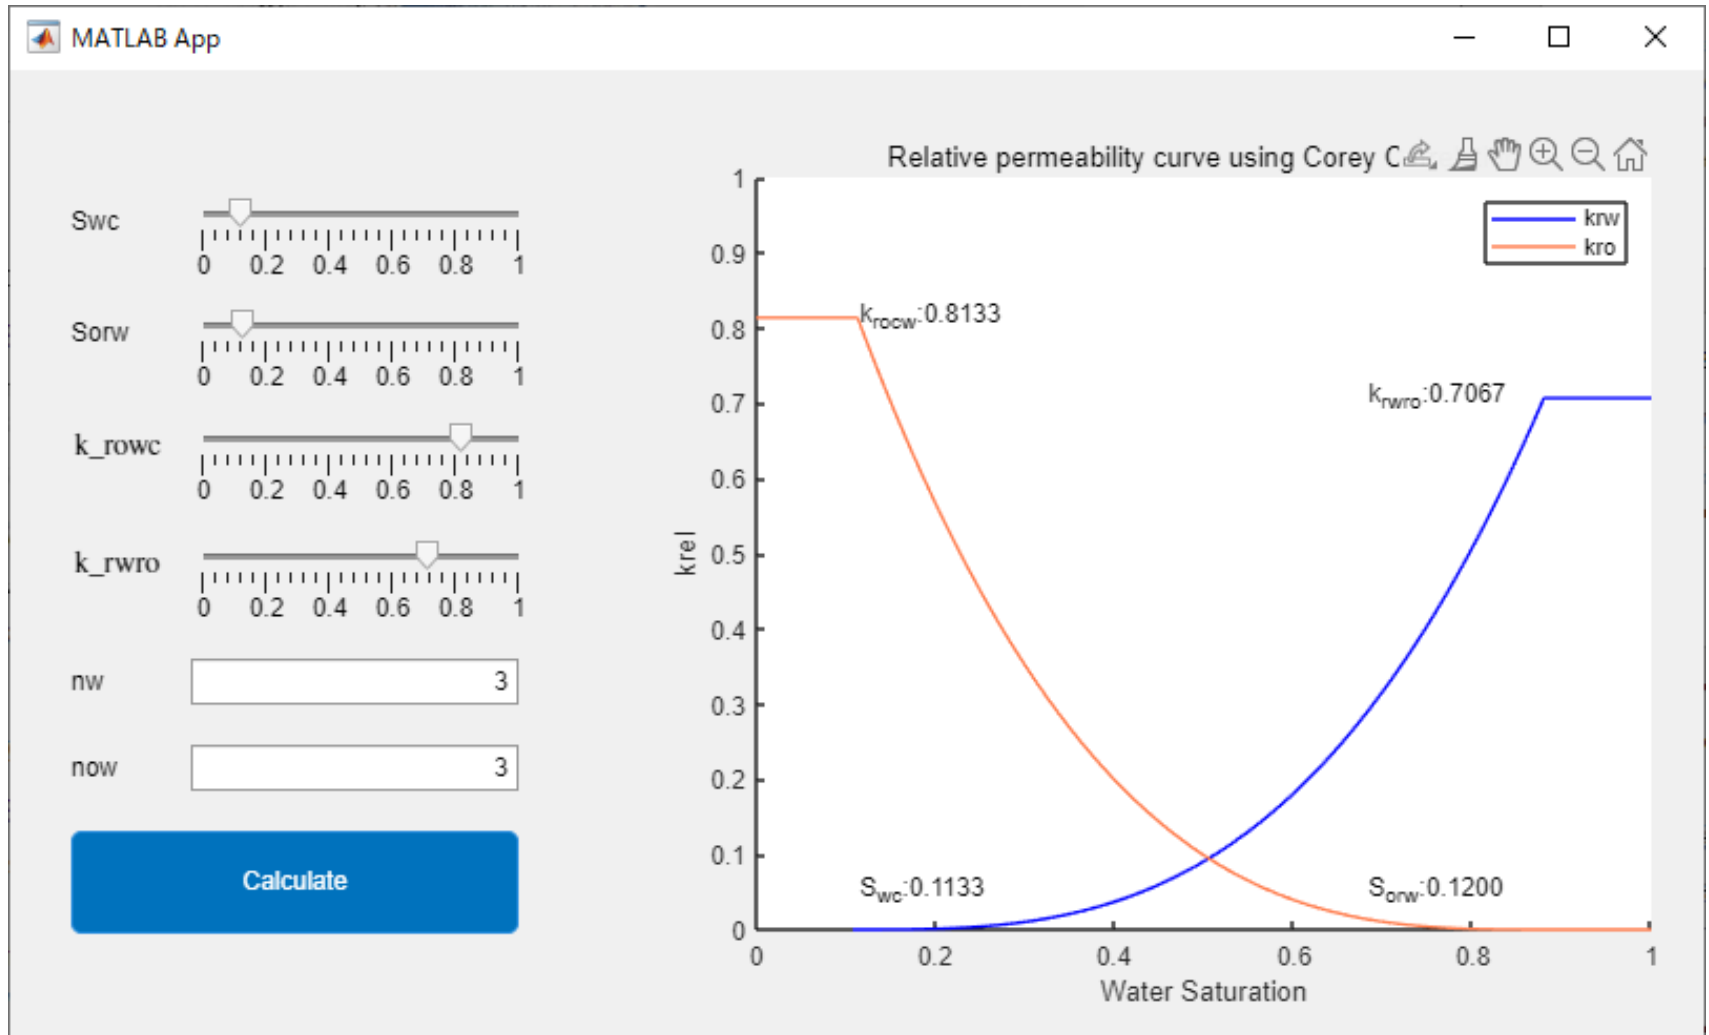 MATLAB App
Swc
0 0.2 0.4 0.6 0.8 1
Sorw
0 0.2 0.4 0.6 0.8 1
k_rowc
0 0.2 0.4 0.6 0.8 1
k_rwro
0 0.2 0.4 0.6 0.8 1
nw 3
now 3
Calculate
Relative permeability curve using Corey C
krw
kro
k_rocw:0.8133
k_rwro:0.7067
S_wc:0.1133
S_orw:0.1200
krel
1
0.9
0.8
0.7
0.6
0.5
0.4
0.3
0.2
0.1
0
0 0.2 0.4 0.6 0.8 1
Water Saturation